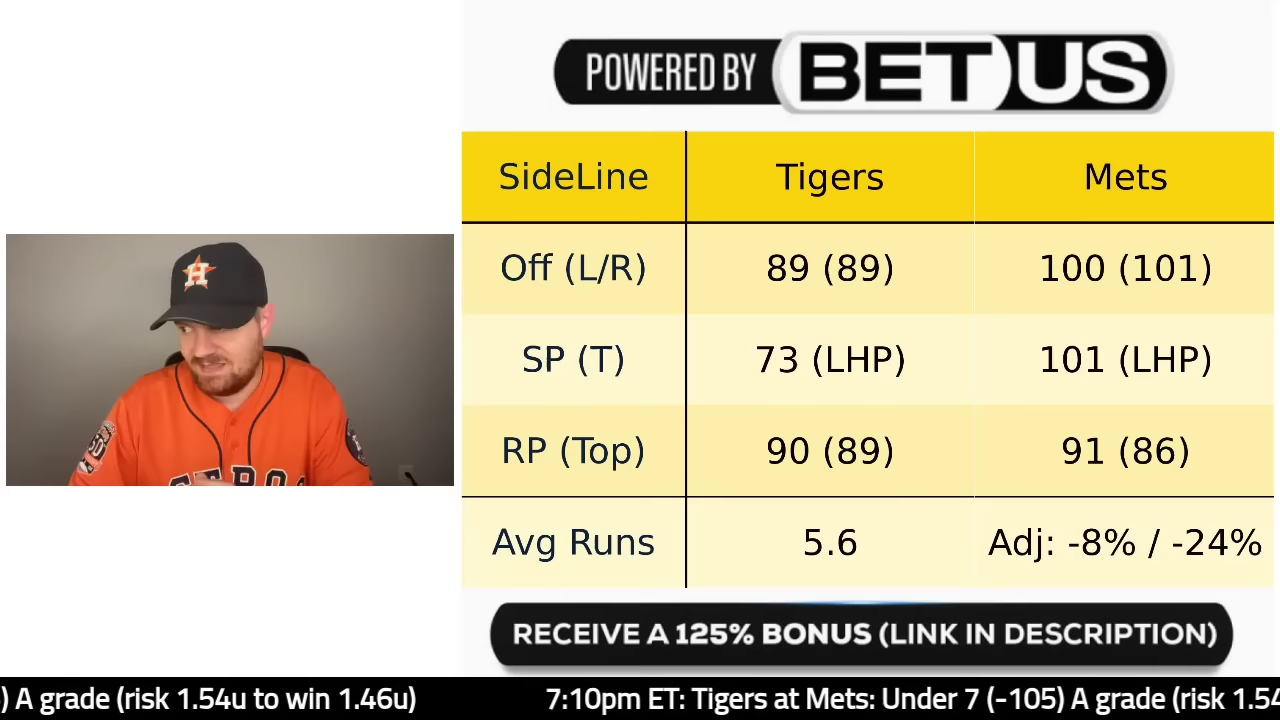 POWERED BY BETUS
SideLine Tigers Mets
Off (L/R) 89 (89) 100 (101)
SP (T) 73 (LHP) 101 (LHP)
RP (Top) 90 (89) 91 (86)
Avg Runs 5.6 Adj: -8% / -24%
RECEIVE A 125% BONUS (LINK IN DESCRIPTION)
H
) A grade (risk 1.54u to win 1.46u) 7:10pm ET: Tigers at Mets: Under 7 (-105) A grade (risk 1.54